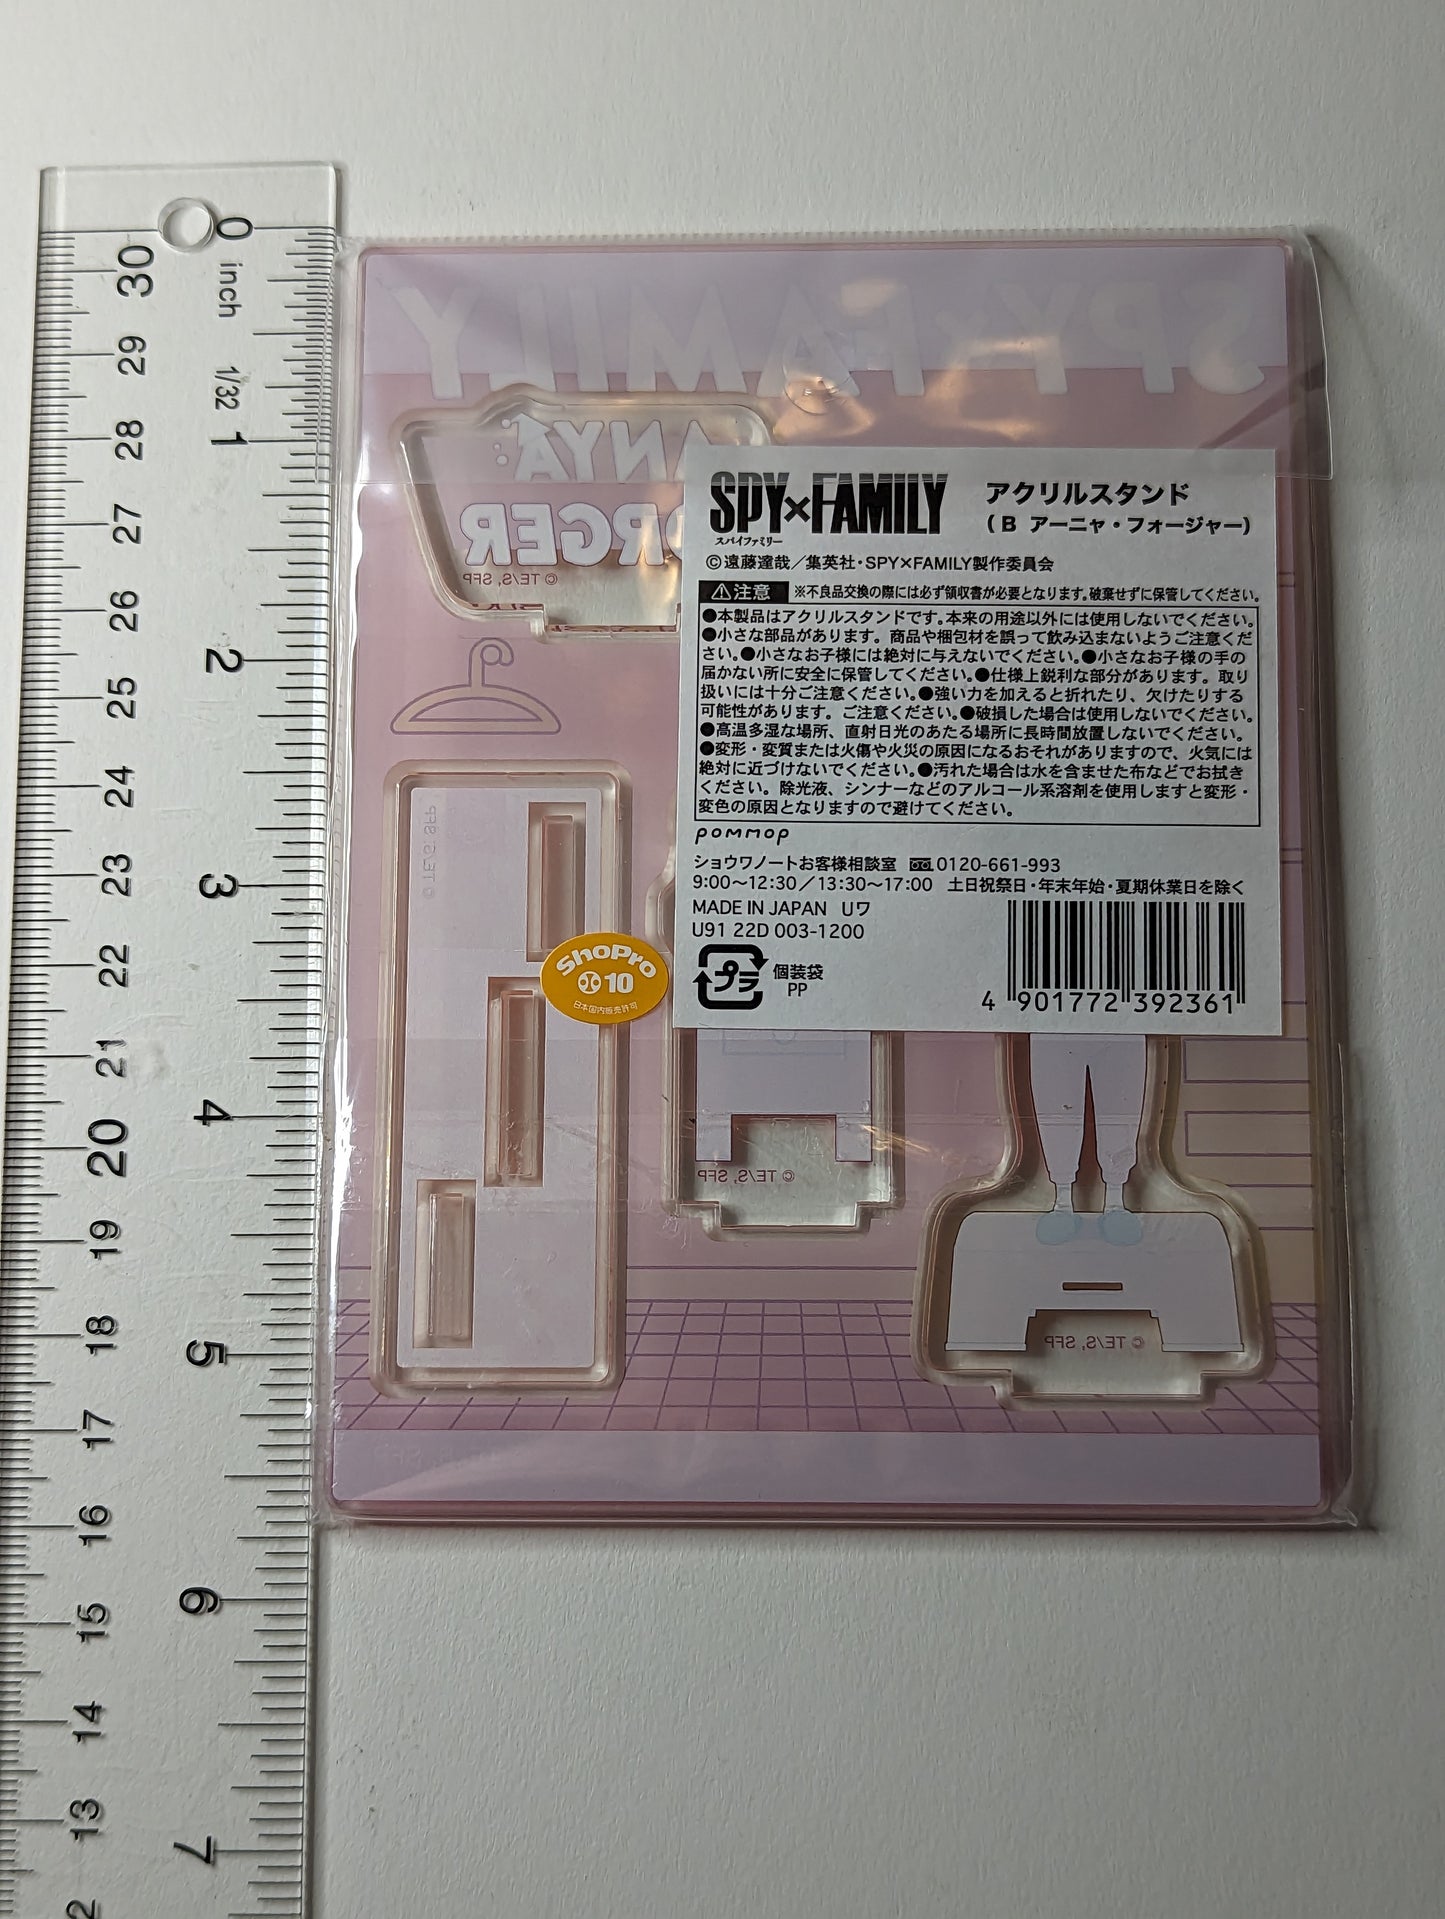 0
inch
1/32
1
2
3
4
5
6
7
30
29
28
27
26
25
24
23
22
21
20
19
18
17
16
15
14
13
2
SPY×FAMILY
ANYA
ORGER
© TE/S, SFP
SPY×FAMILY
スパイファミリー
アクリルスタンド
(B アーニャ・フォージャー)
©遠藤達哉/集英社・SPY×FAMILY製作委員会
⚠注意 ※不良品交換の際には必ず領収書が必要となります。破棄せずに保管してください。
●本製品はアクリルスタンドです。本来の用途以外には使用しないでください。
●小さな部品があります。商品や梱包材を誤って飲み込まないようご注意くだ
さい。●小さなお子様には絶対に与えないでください。●小さなお子様の手の
届かない所に安全に保管してください。●仕様上鋭利な部分があります。取り
扱いには十分ご注意ください。●強い力を加えると折れたり、欠けたりする
可能性があります。ご注意ください。●破損した場合は使用しないでください。
●高温多湿な場所、直射日光のあたる場所に長時間放置しないでください。
●変形・変質または火傷や火災の原因になるおそれがありますので、火気には
絶対に近づけないでください。●汚れた場合は水を含ませた布などでお拭き
ください。除光液、シンナーなどのアルコール系溶剤を使用しますと変形・
変色の原因となりますので避けてください。
pommop
ショウワノートお客様相談室 0120-661-993
9:00〜12:30/13:30〜17:00 土日祝祭日・年末年始・夏期休業日を除く
MADE IN JAPAN Uワ
U91 22D 003-1200
プラ
個装袋
PP
4 901772 392361
© TE/S, SFP
ShoPro
10
日本国内販売許可
© TE/S, SFP
© TE/S, SFP